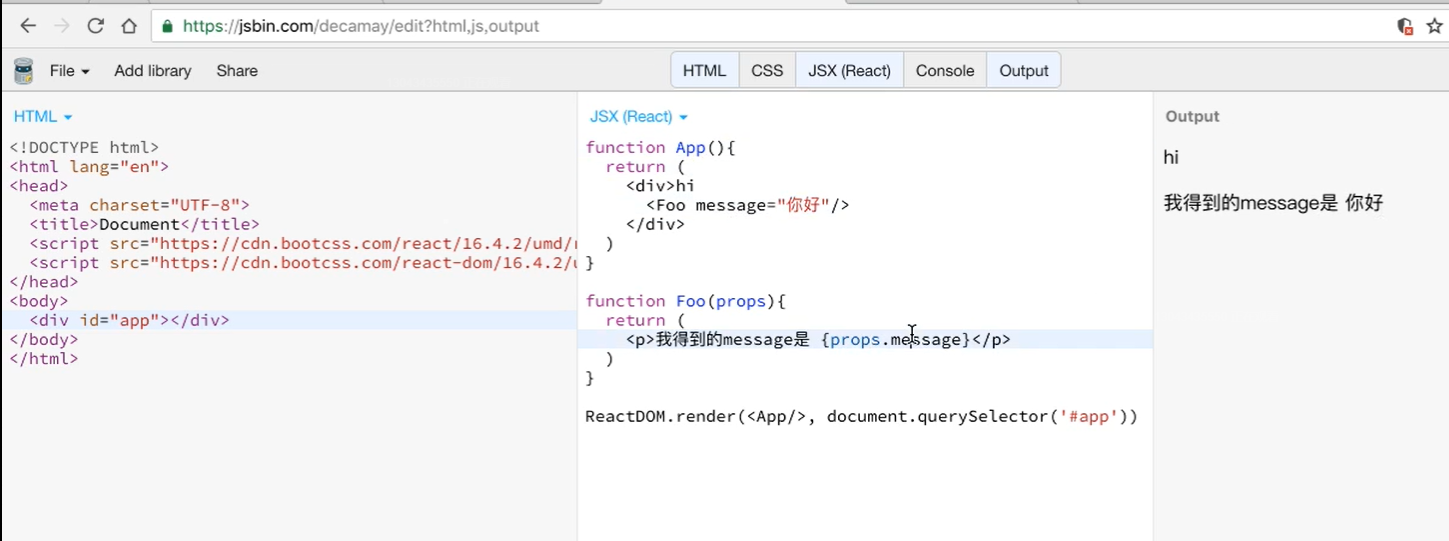 https://jsbin.com/decamay/edit?html,js,output
File Add library Share HTML CSS JSX (React) Console Output
HTML
<!DOCTYPE html>
<html lang="en">
<head>
<meta charset="UTF-8">
<title>Document</title>
<script src="https://cdn.bootcss.com/react/16.4.2/umd/
<script src="https://cdn.bootcss.com/react-dom/16.4.2/
</head>
<body>
<div id="app"></div>
</body>
</html>
JSX (React)
function App(){
return (
<div>hi
<Foo message="你好"/>
</div>
)
}
function Foo(props){
return (
<p>我得到的message是 {props.message}</p>
)
}
ReactDOM.render(<App/>, document.querySelector('#app'))
Output
hi
我得到的message是 你好